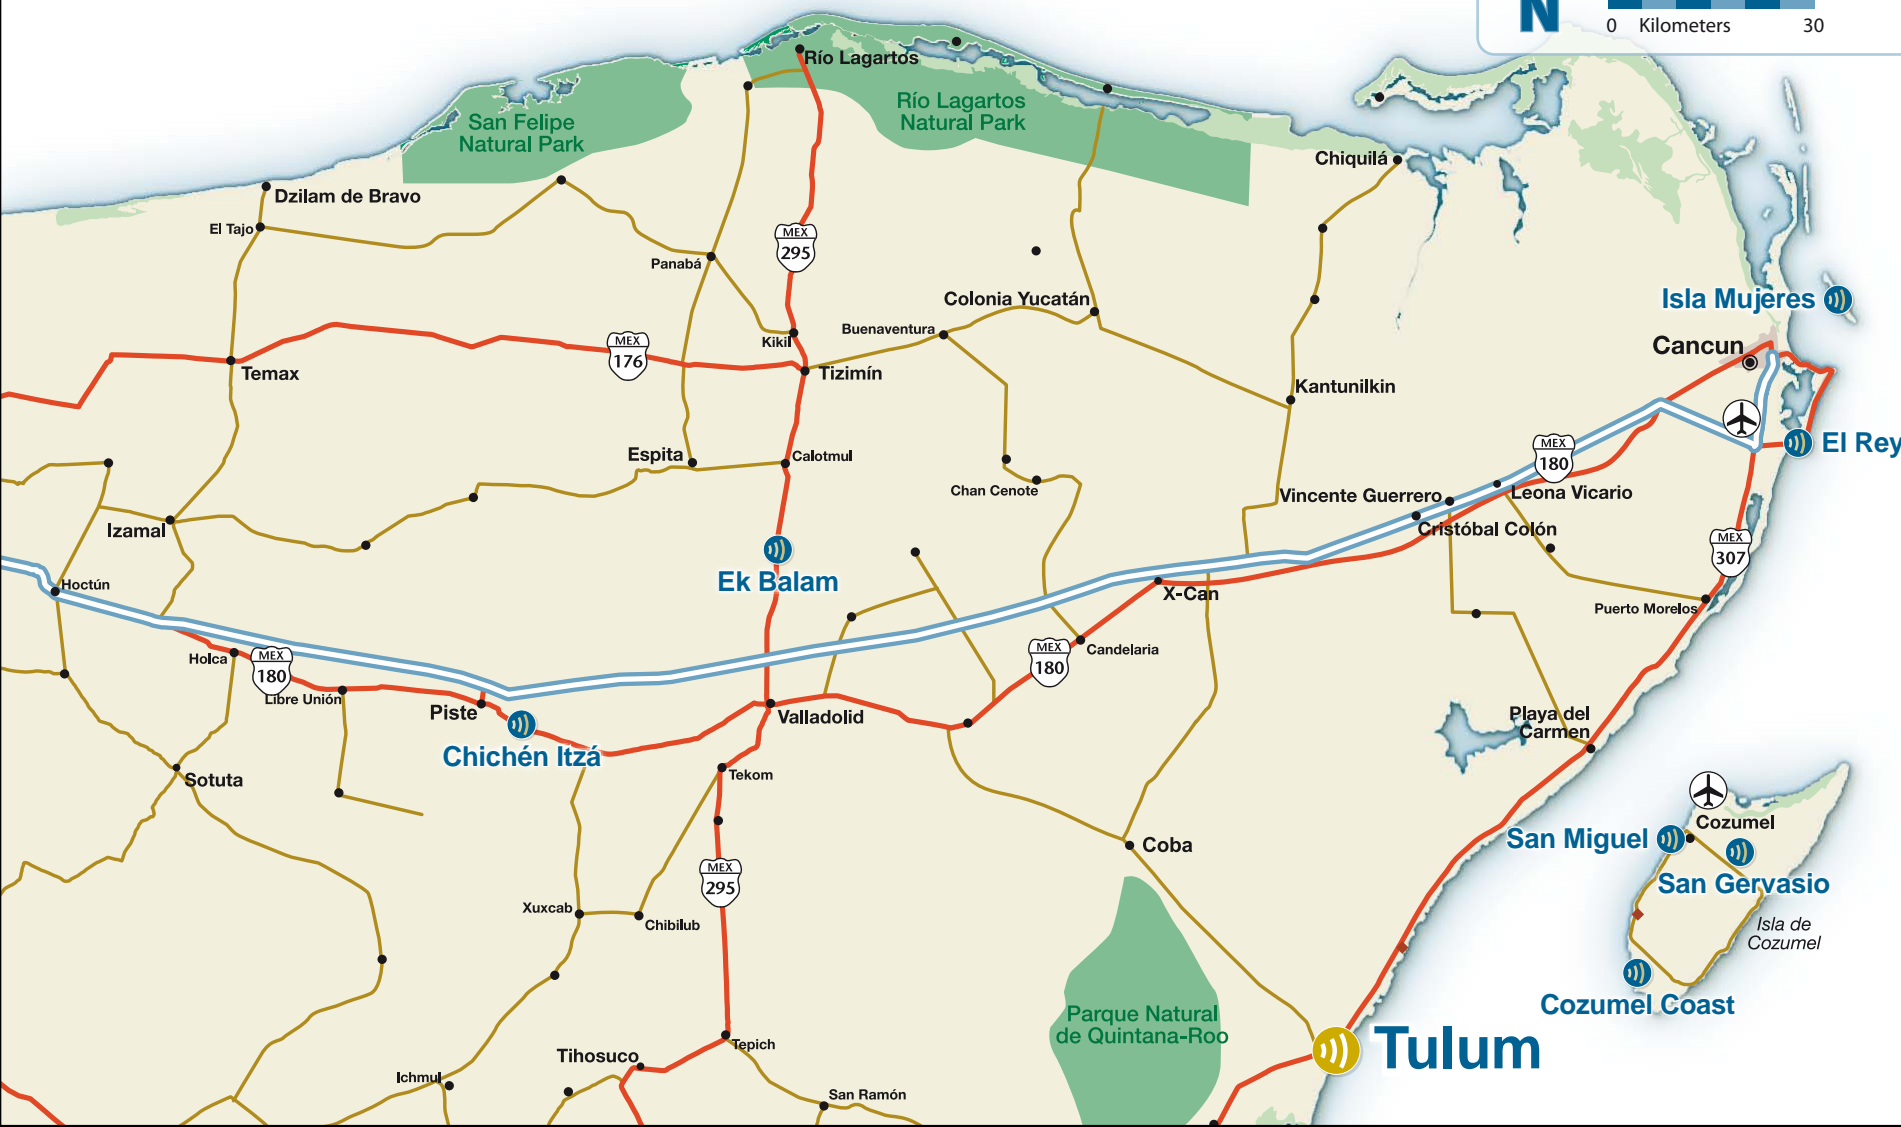 N
0 Kilometers 30
Río Lagartos
Río Lagartos
Natural Park
San Felipe
Natural Park
Chiquilá
Dzilam de Bravo
El Tajo
Panabá
MEX
295
Isla Mujeres
Colonia Yucatán
Buenaventura
Kikil
MEX
176
Cancun
Temax
Tizimín
Kantunilkin
El Rey
Espita
Calotmul
MEX
180
Chan Cenote
Vincente Guerrero
Leona Vicario
Izamal
Cristóbal Colón
MEX
307
Ek Balam
Hoctún
X-Can
Puerto Morelos
Holca
MEX
180
MEX
180
Candelaria
Libre Unión
Piste
Valladolid
Playa del
Carmen
Chichén Itzá
Tekom
Sotuta
Cozumel
San Miguel
Coba
MEX
295
San Gervasio
Xuxcab
Chibilub
Isla de
Cozumel
Cozumel Coast
Parque Natural
de Quintana-Roo
Tulum
Tepich
Tihosuco
Ichmul
San Ramón